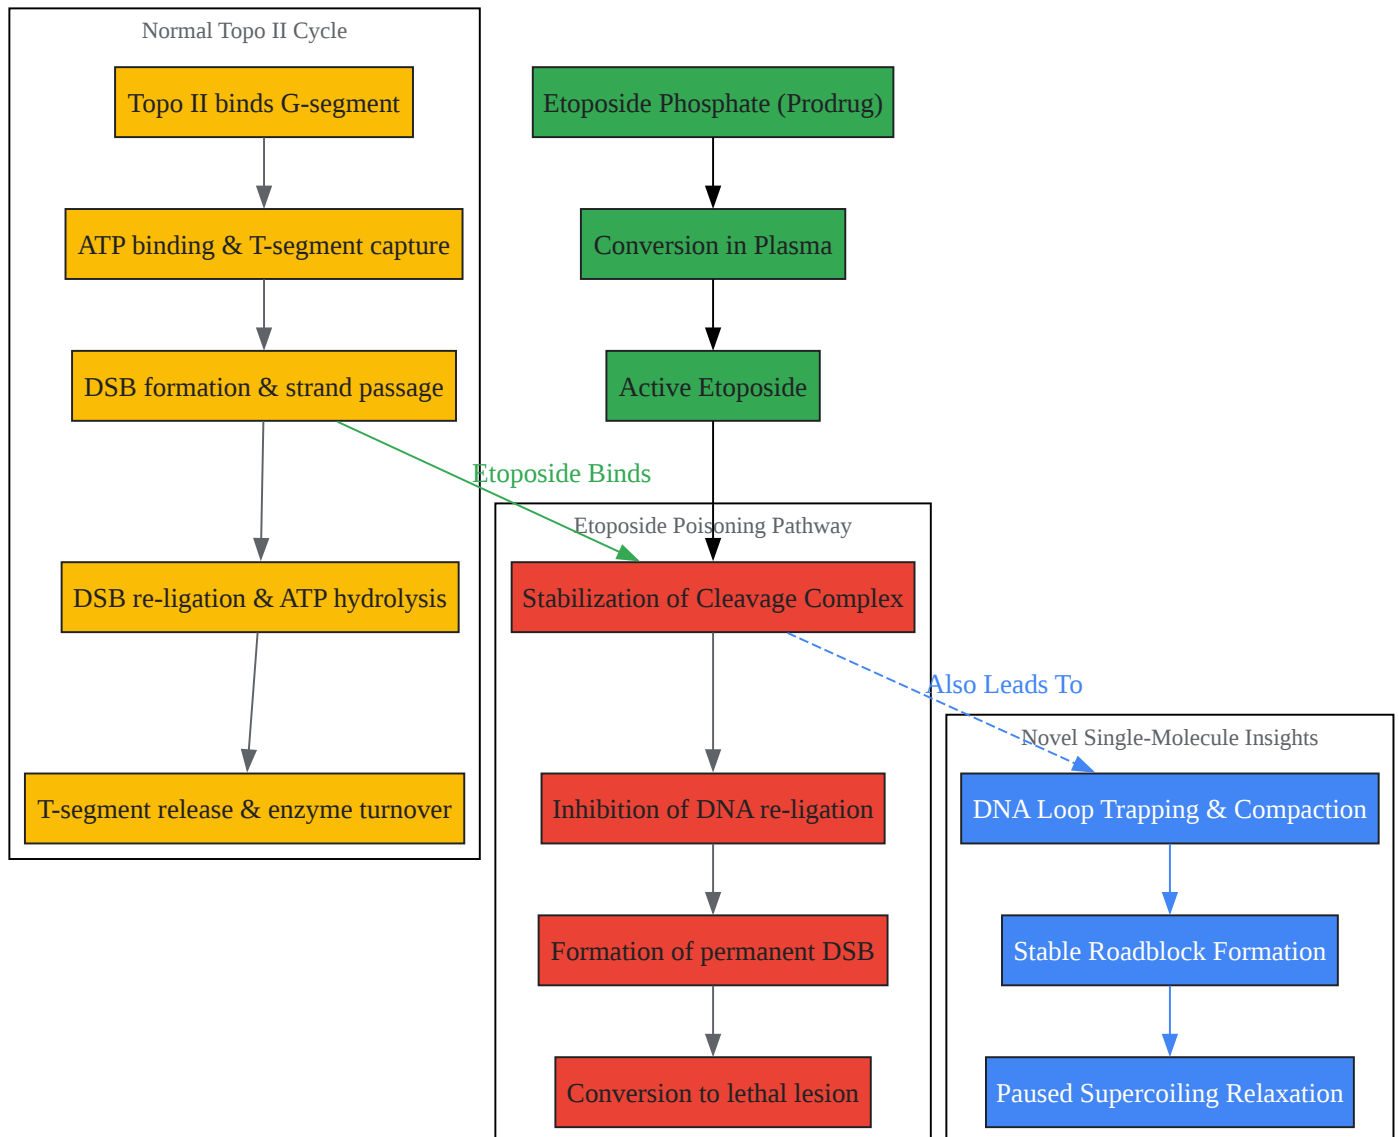 Normal Topo II Cycle
Topo II binds G-segment
ATP binding & T-segment capture
DSB formation & strand passage
DSB re-ligation & ATP hydrolysis
T-segment release & enzyme turnover
Etoposide Phosphate (Prodrug)
Conversion in Plasma
Active Etoposide
Etoposide Binds
Etoposide Poisoning Pathway
Stabilization of Cleavage Complex
Inhibition of DNA re-ligation
Formation of permanent DSB
Conversion to lethal lesion
Also Leads To
Novel Single-Molecule Insights
DNA Loop Trapping & Compaction
Stable Roadblock Formation
Paused Supercoiling Relaxation